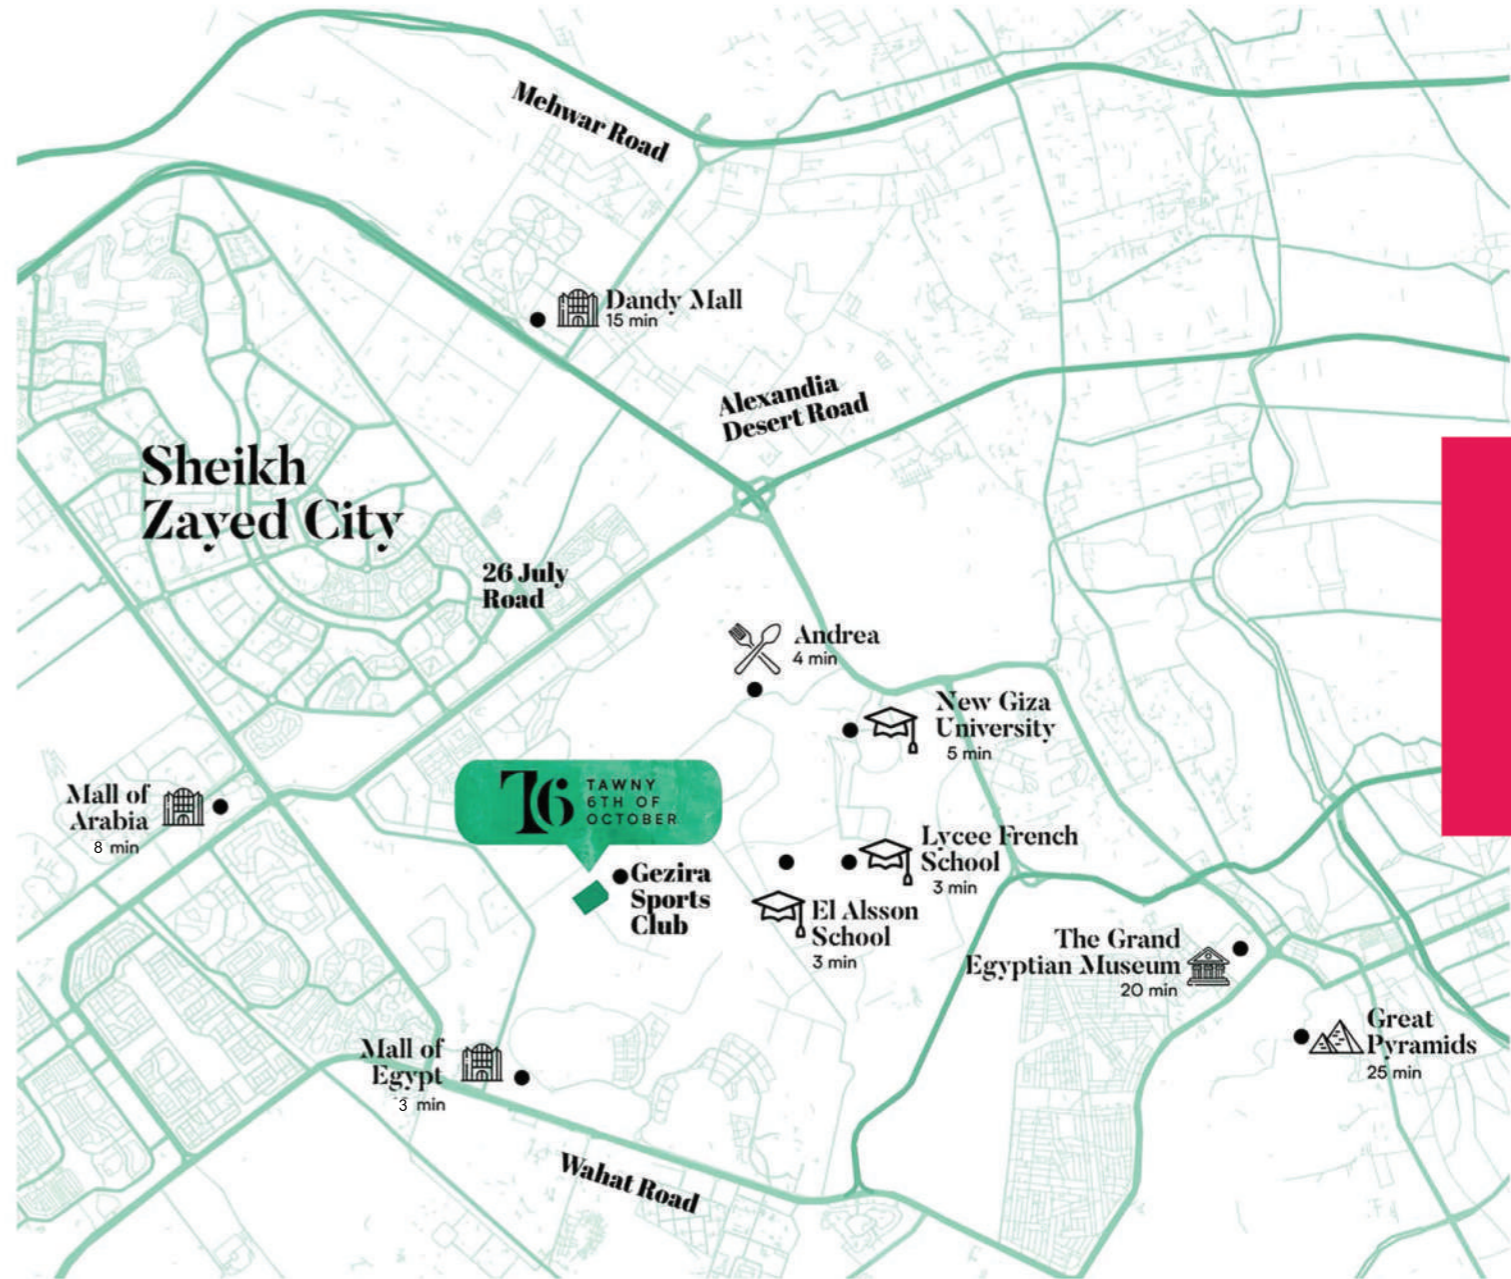 Mehwar Road
Dandy Mall
15 min
Alexandia
Desert Road
Sheikh
Zayed City
26 July
Road
Andrea
4 min
New Giza
University
5 min
T6
TAWNY
6TH OF
OCTOBER
Mall of
Arabia
8 min
Lycee French
School
3 min
Gezira
Sports
Club
El Alsson
School
3 min
The Grand
Egyptian Museum
20 min
Great
Pyramids
25 min
Mall of
Egypt
3 min
Wahat Road